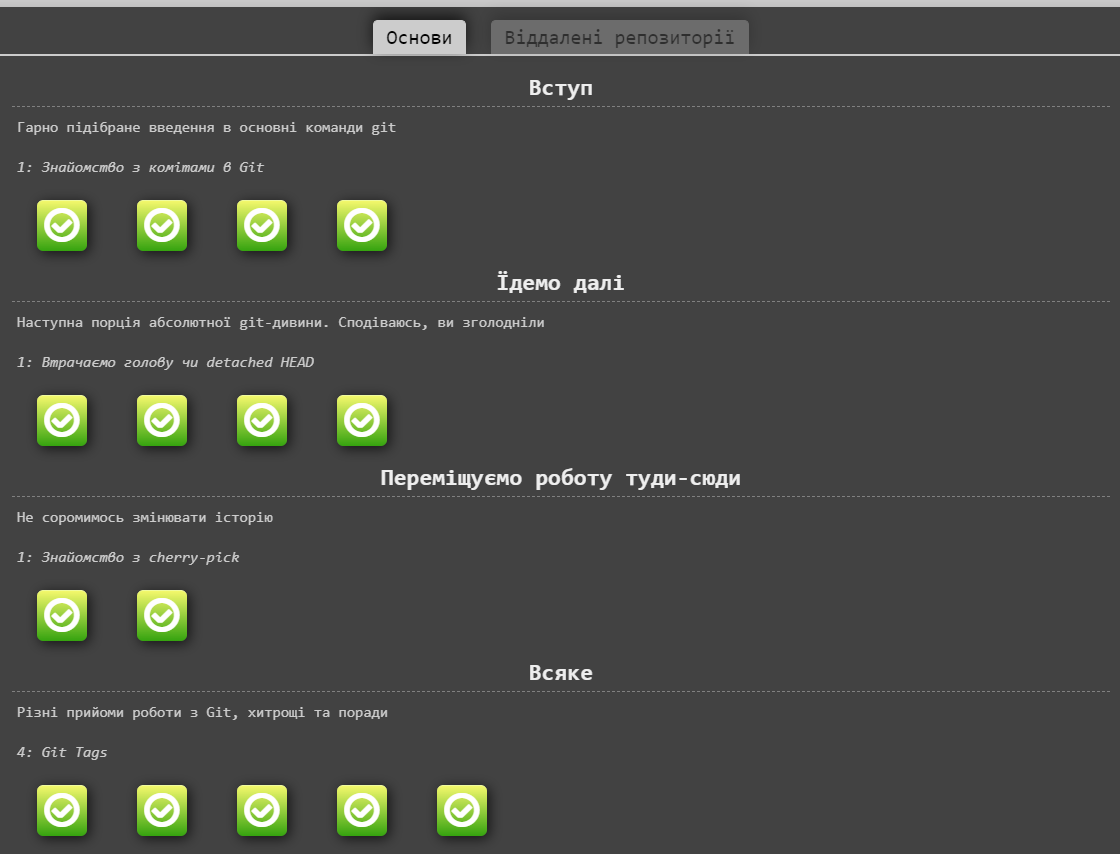 Основи Віддалені репозиторії
Вступ
Гарно підібране введення в основні команди git
1: Знайомство з комітами в Git
Їдемо далі
Наступна порція абсолютної git-дивини. Сподіваюсь, ви зголодніли
1: Втрачаємо голову чи detached HEAD
Переміщуємо роботу туди-сюди
Не соромимось змінювати історію
1: Знайомство з cherry-pick
Всяке
Різні прийоми роботи з Git, хитрощі та поради
4: Git Tags